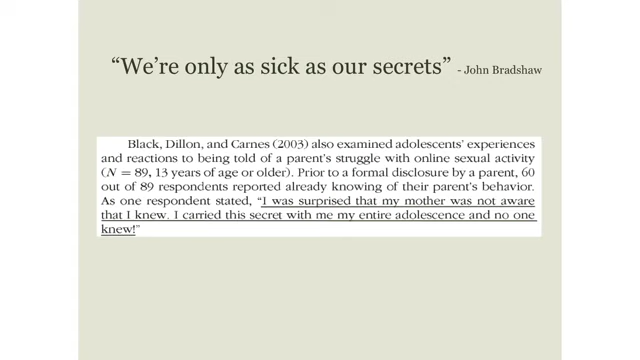 “We’re only as sick as our secrets” - John Bradshaw
Black, Dillon, and Carnes (2003) also examined adolescents’ experiences
and reactions to being told of a parent’s struggle with online sexual activity
(N = 89, 13 years of age or older). Prior to a formal disclosure by a parent, 60
out of 89 respondents reported already knowing of their parent’s behavior.
As one respondent stated, “I was surprised that my mother was not aware
that I knew. I carried this secret with me my entire adolescence and no one
knew!”